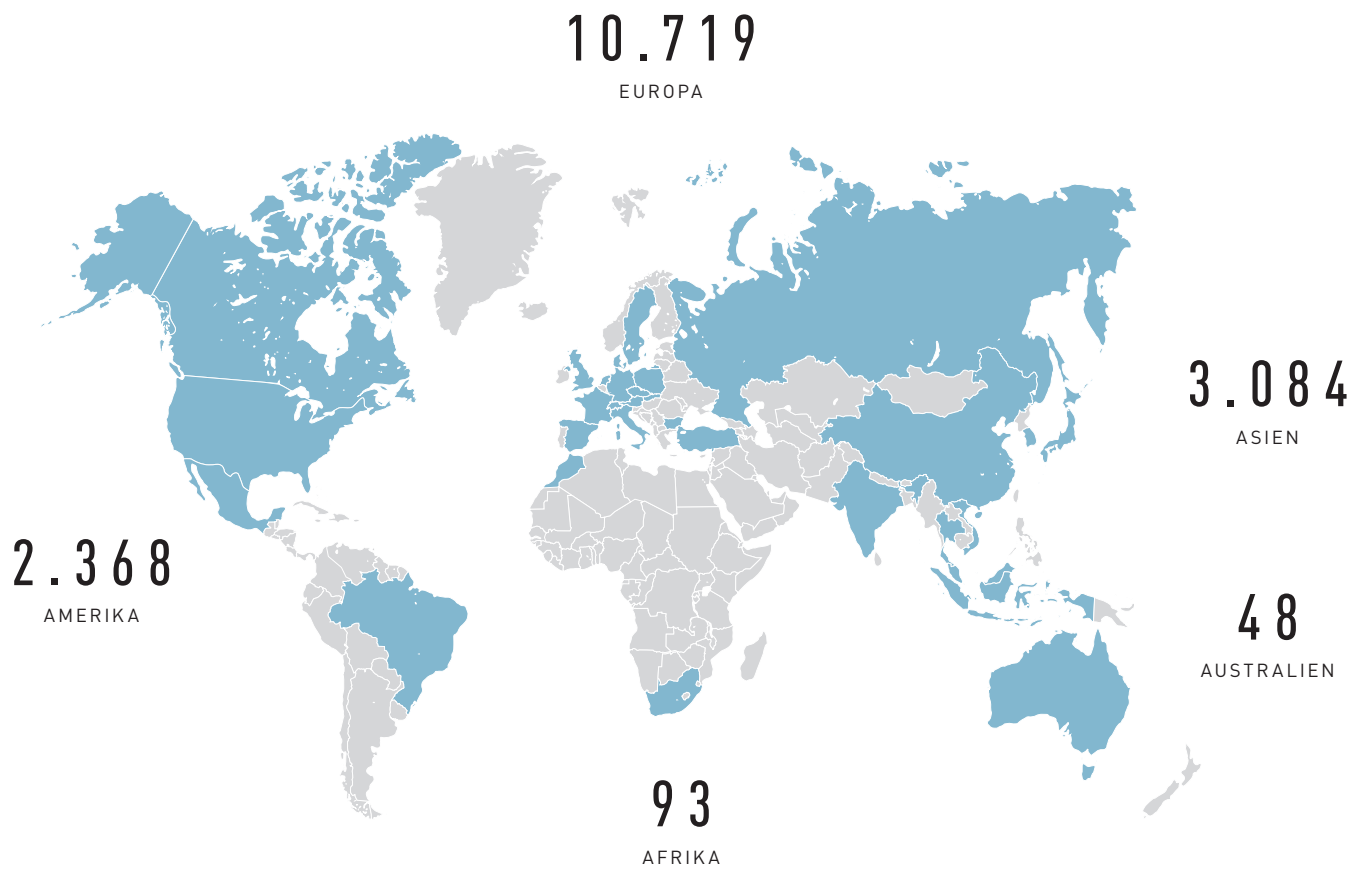 10.719
EUROPA
3.084
ASIEN
2.368
AMERIKA
48
AUSTRALIEN
93
AFRIKA